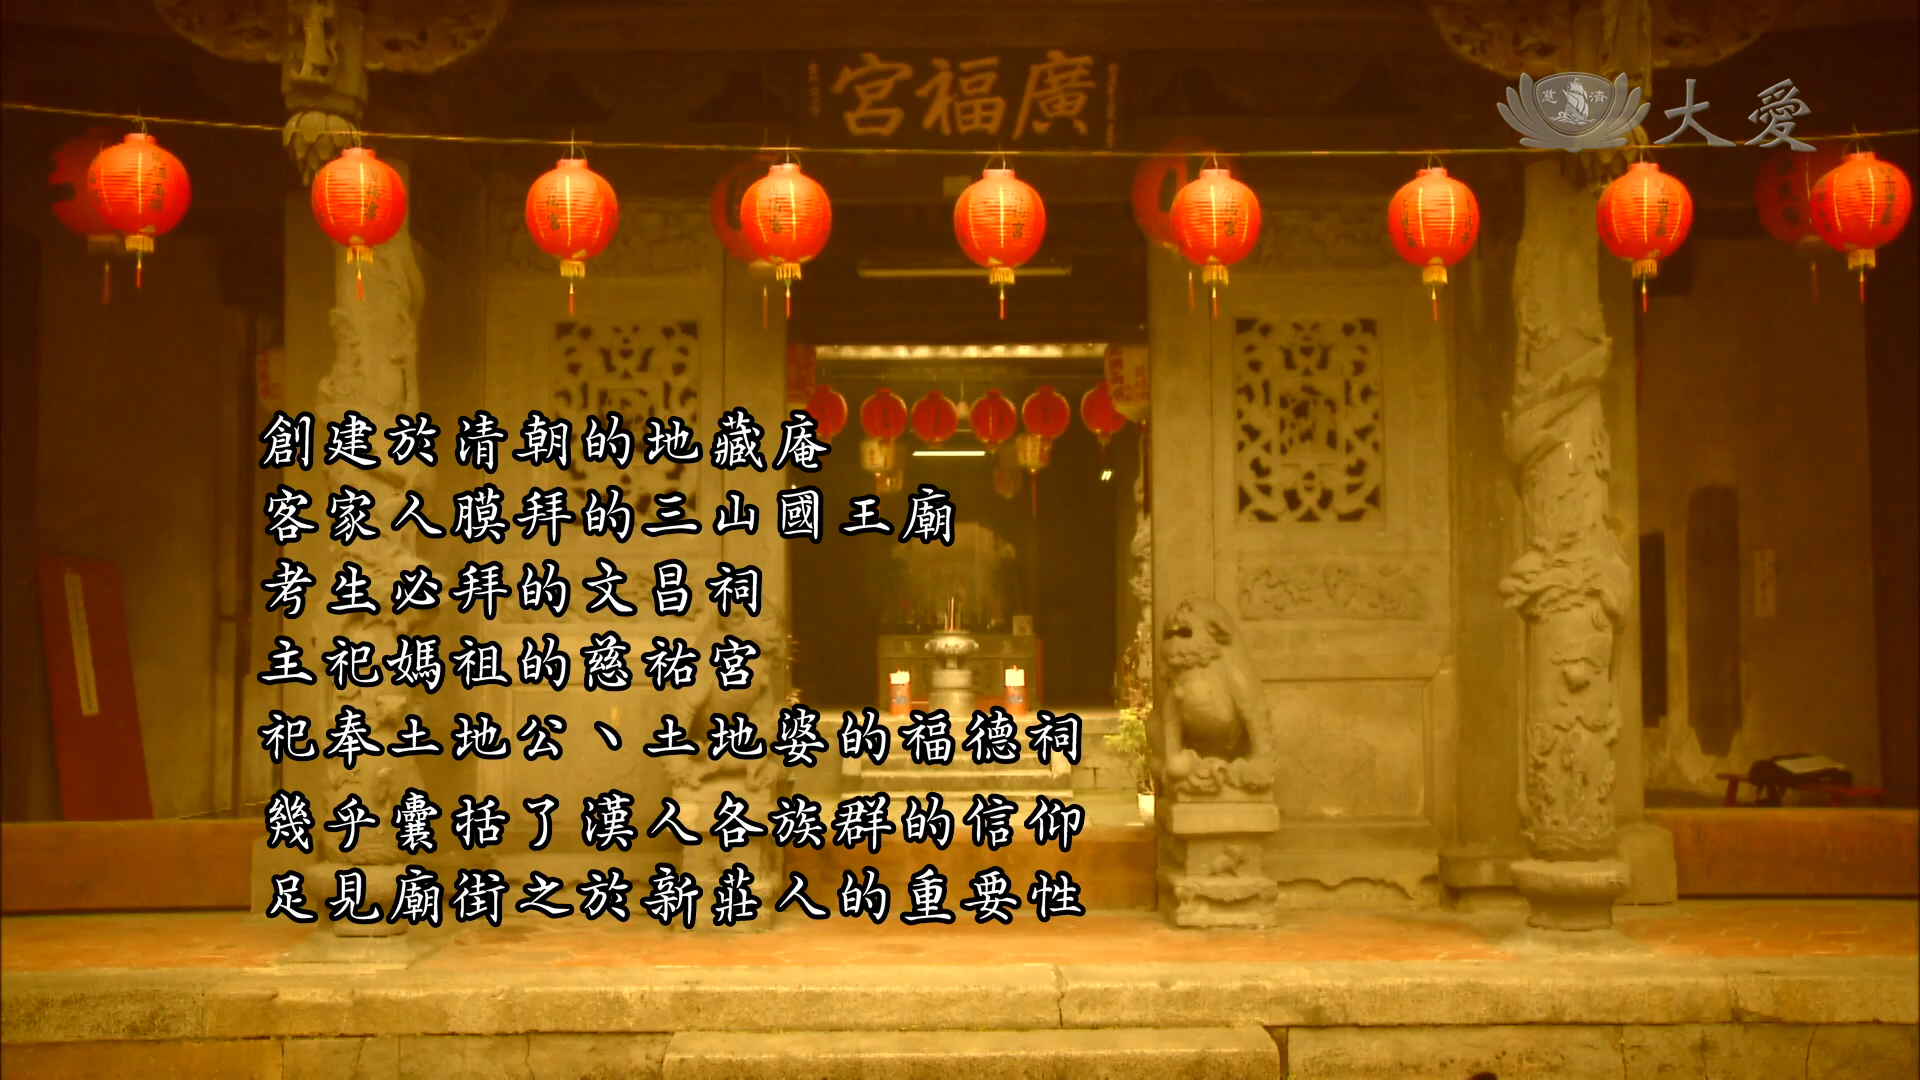 廣福宮
慈濟
大愛
創建於清朝的地藏庵
客家人膜拜的三山國王廟
考生必拜的文昌祠
主祀媽祖的慈祐宮
祀奉土地公、土地婆的福德祠
幾乎囊括了漢人各族群的信仰
足見廟街之於新莊人的重要性